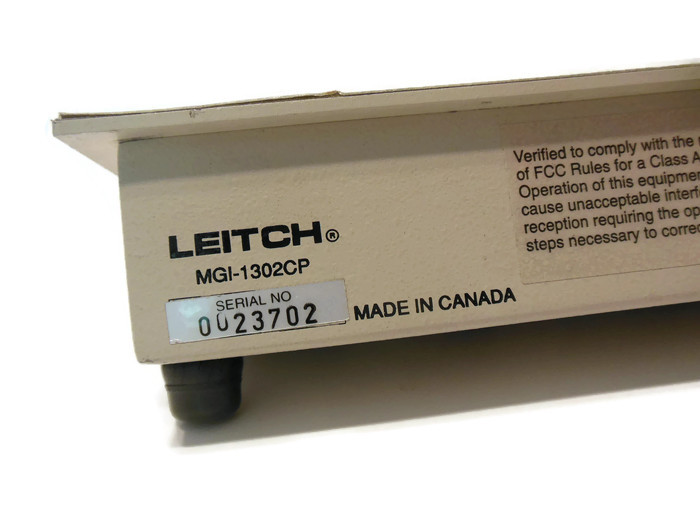 LEITCH®
MGI-1302CP
SERIAL NO
0023702
MADE IN CANADA
Verified to comply with the
of FCC Rules for a Class A
Operation of this equipmen
cause unacceptable interf
reception requiring the op
steps necessary to correc